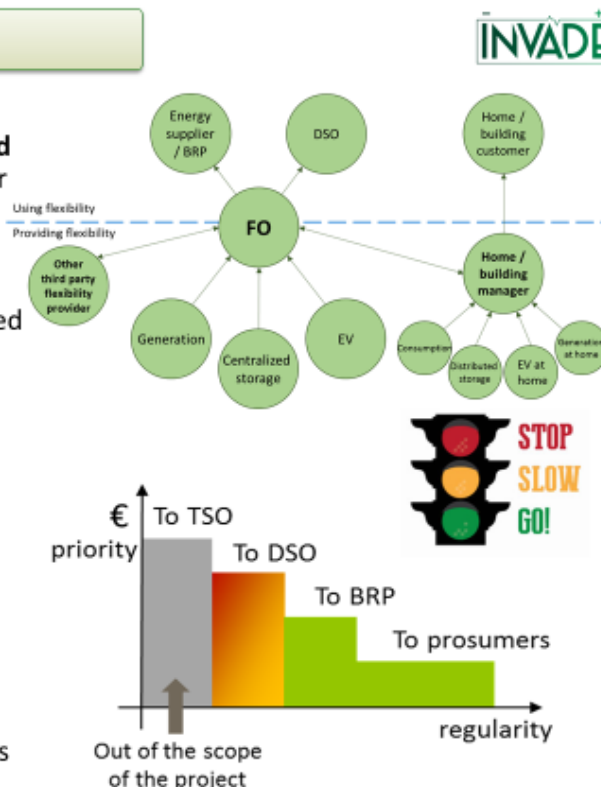 INVADE
d
r
ed
Energy
supplier
/ BRP
DSO
Home /
building
customer
Using flexibility
Providing flexibility
FO
Other
third party
flexibility
provider
Home /
building
manager
Generation
Centralized
storage
EV
Consumption
Distributed
storage
EV at
home
Generation
at home
STOP
SLOW
GO!
€
priority
To TSO
To DSO
To BRP
To prosumers
regularity
s
Out of the scope
of the project